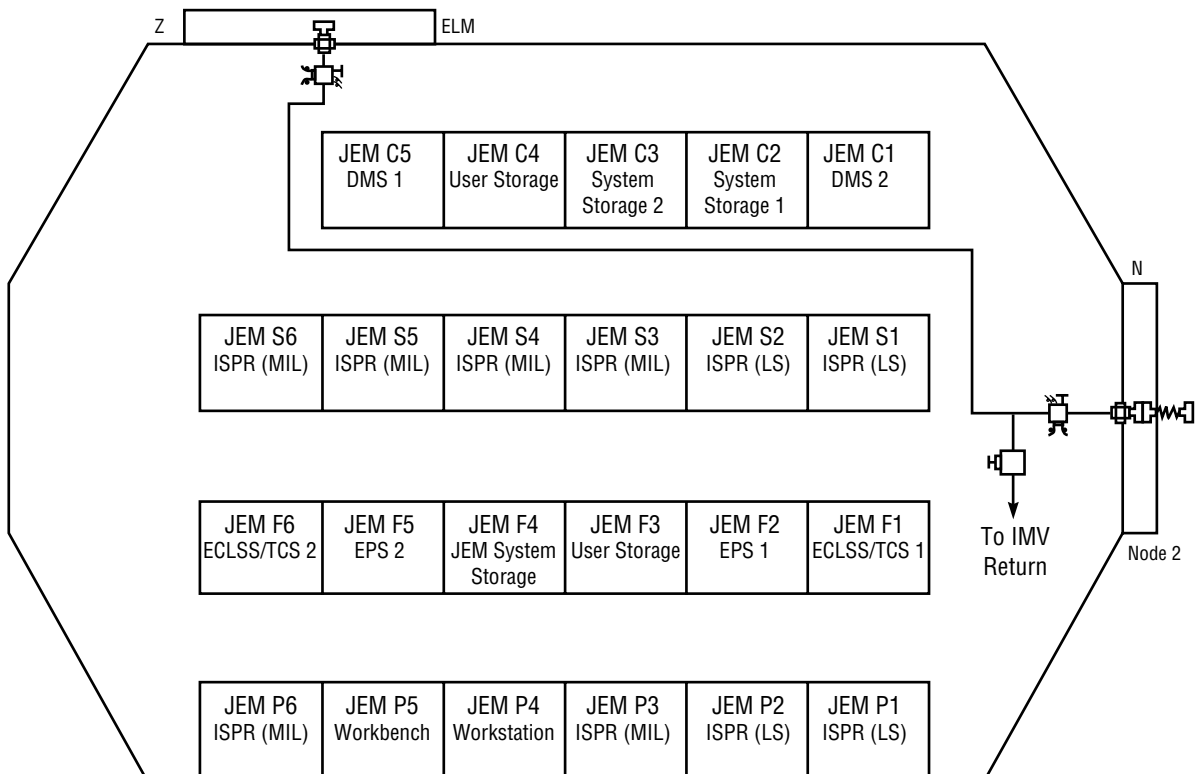 Z
ELM
JEM C5
DMS 1
JEM C4
User Storage
JEM C3
System
Storage 2
JEM C2
System
Storage 1
JEM C1
DMS 2
N
JEM S6
ISPR (MIL)
JEM S5
ISPR (MIL)
JEM S4
ISPR (MIL)
JEM S3
ISPR (MIL)
JEM S2
ISPR (LS)
JEM S1
ISPR (LS)
JEM F6
ECLSS/TCS 2
JEM F5
EPS 2
JEM F4
JEM System
Storage
JEM F3
User Storage
JEM F2
EPS 1
JEM F1
ECLSS/TCS 1
To IMV
Return
Node 2
JEM P6
ISPR (MIL)
JEM P5
Workbench
JEM P4
Workstation
JEM P3
ISPR (MIL)
JEM P2
ISPR (LS)
JEM P1
ISPR (LS)